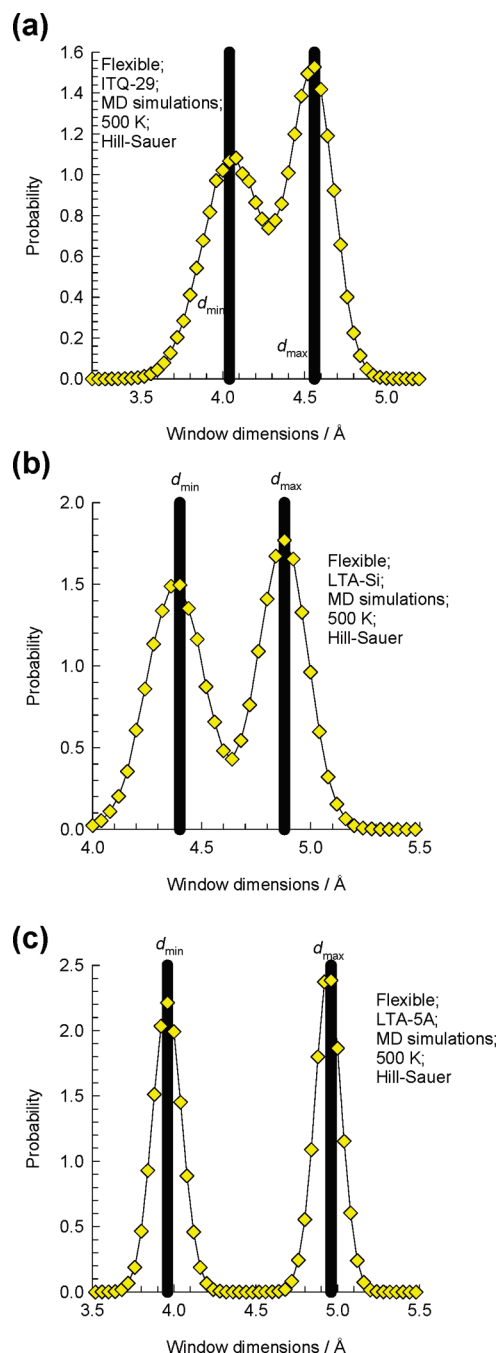 (a)
1.6
1.4
1.2
1.0
0.8
0.6
0.4
0.2
0.0
Probability
Flexible;
ITQ-29;
MD simulations;
500 K;
Hill-Sauer
dmin
dmax
3.5 4.0 4.5 5.0
Window dimensions / Å
(b)
dmin dmax
2.0
1.5
1.0
0.5
0.0
Probability
Flexible;
LTA-Si;
MD simulations;
500 K;
Hill-Sauer
4.0 4.5 5.0 5.5
Window dimensions / Å
(c)
dmin dmax
2.5
2.0
1.5
1.0
0.5
0.0
Probability
Flexible;
LTA-5A;
MD simulations;
500 K;
Hill-Sauer
3.5 4.0 4.5 5.0 5.5
Window dimensions / Å